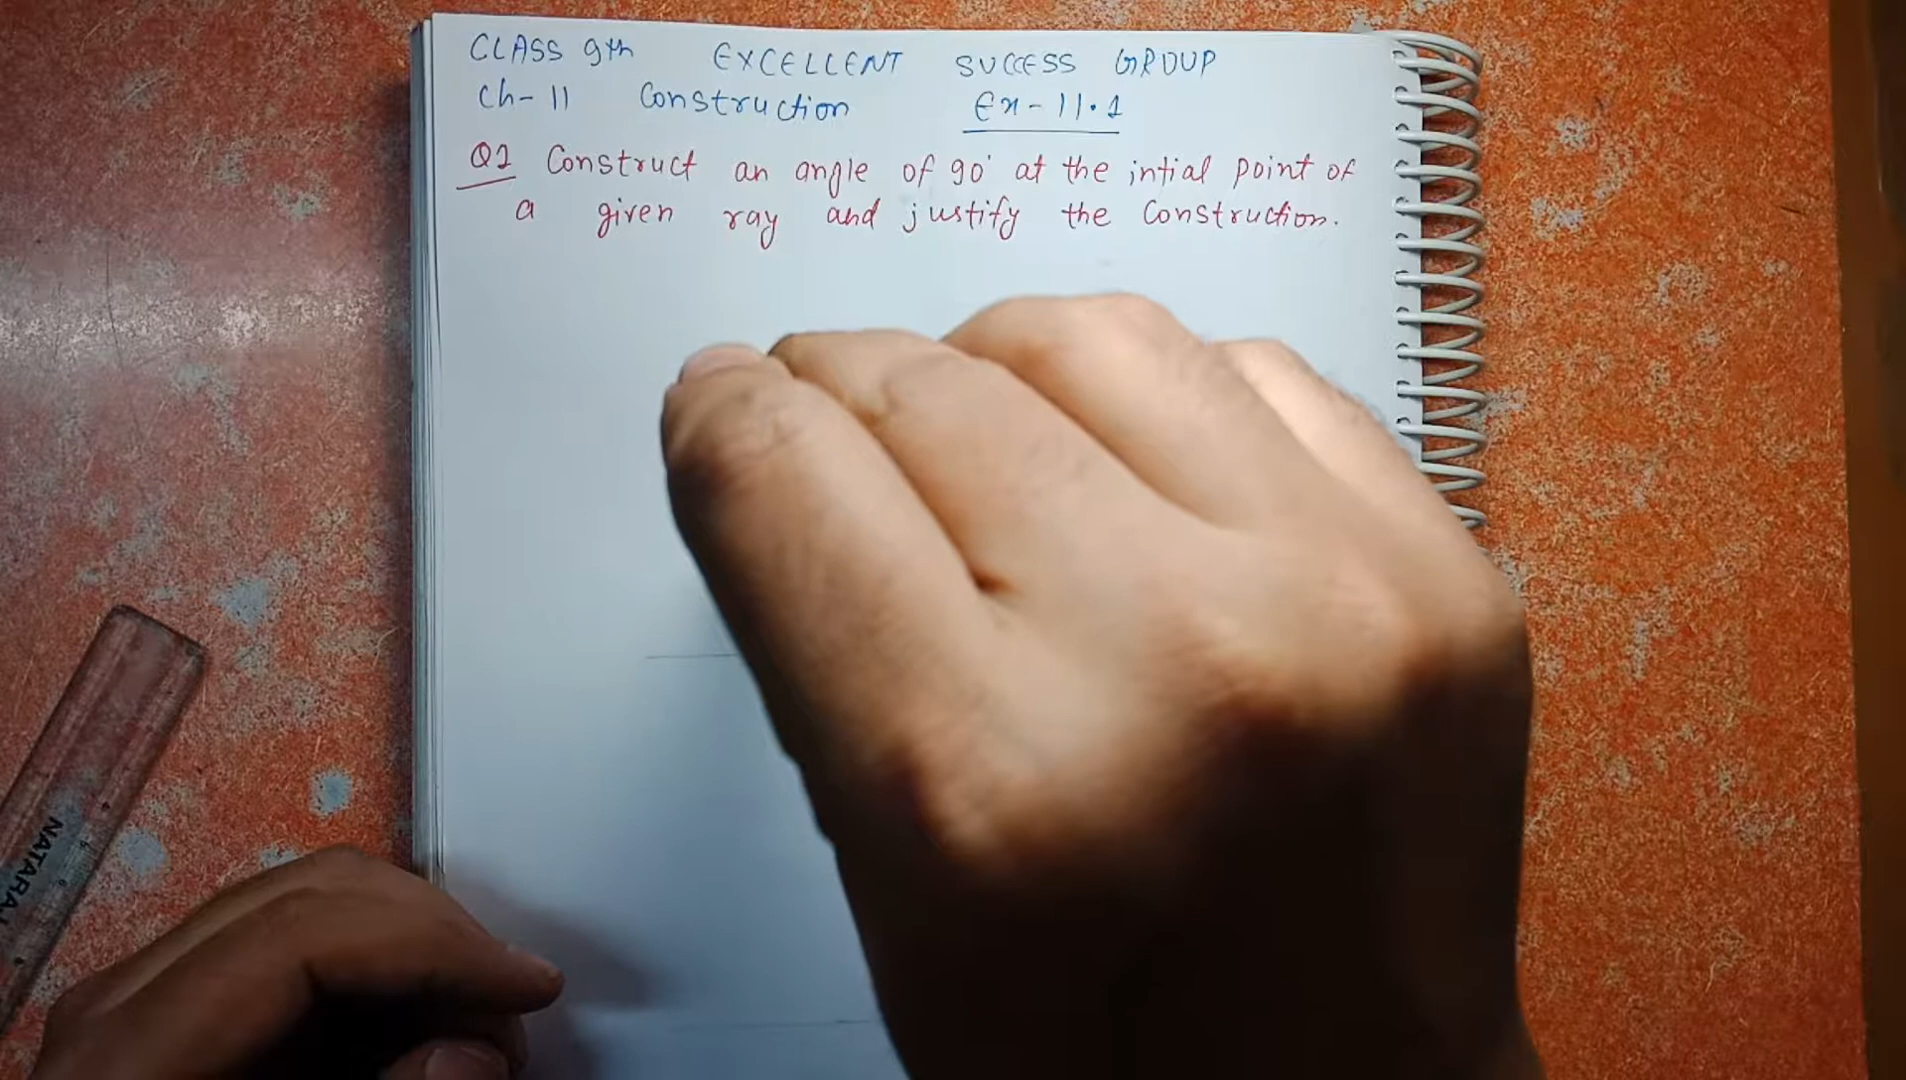 CLASS 9th EXCELLENT SUCCESS GROUP
Ch- 11 Construction Ex - 11.1
Q1 Construct an angle of 90° at the intial point of
a given ray and justify the Construction.
NATARAJ